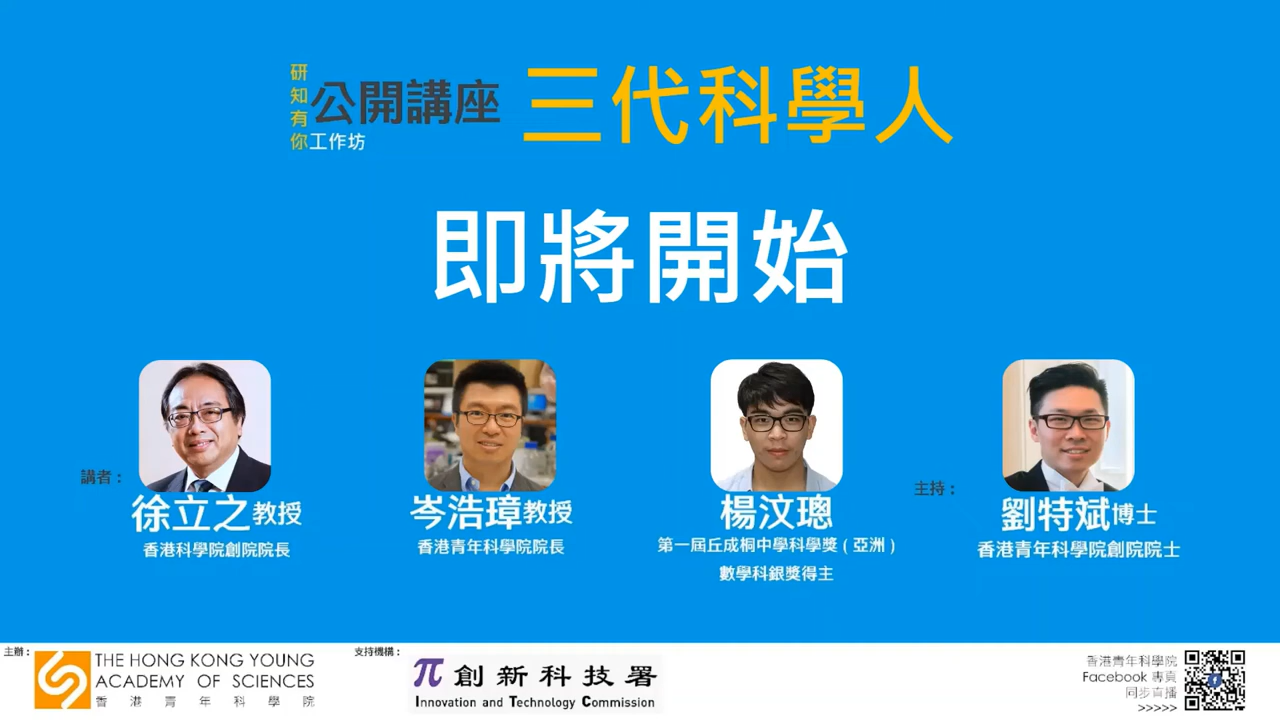 研知有你工作坊
公開講座
三代科學人
即將開始
講者：
徐立之教授
香港科學院創院院長
岑浩璋教授
香港青年科學院院長
楊汶璁
第一屆丘成桐中學科學獎 ( 亞洲 )
數學科銀獎得主
主持：
劉特斌博士
香港青年科學院創院院士
主辦：
THE HONG KONG YOUNG
ACADEMY OF SCIENCES
香港青年科學院
支持機構：
創新科技署
Innovation and Technology Commission
香港青年科學院
Facebook 專頁
同步直播
>>>>>